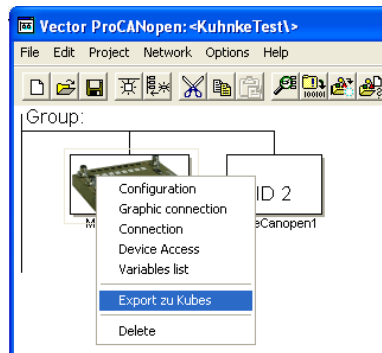 Vector ProCANopen:<KuhnkeTest\>
File Edit Project Network Options Help
Group:
ID 2
Configuration
Graphic connection
Connection
Device Access
Variables list
Export zu Kubes
Delete